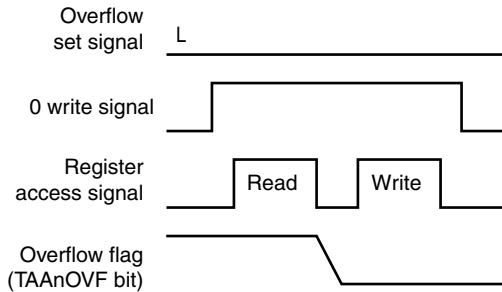 Overflow
set signal
L
0 write signal
Register
access signal
Read
Write
Overflow flag
(TAAnOVF bit)